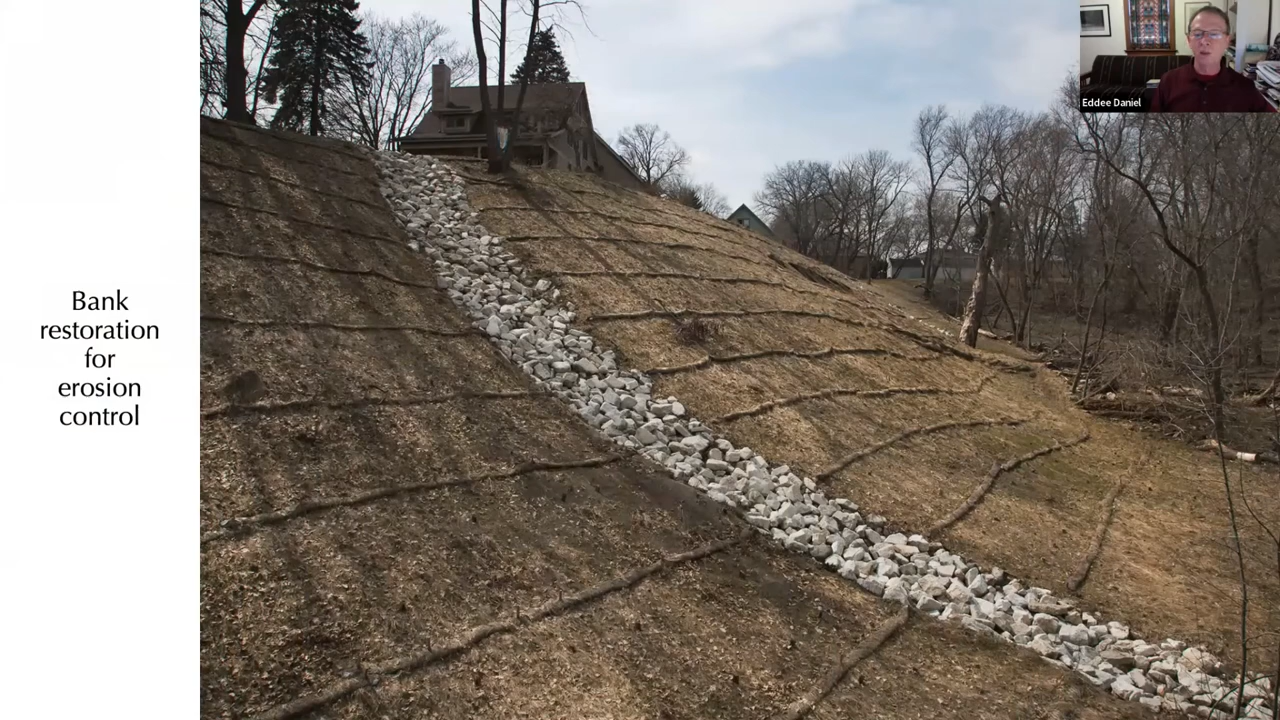 Bank
restoration
for
erosion
control
Eddee Daniel